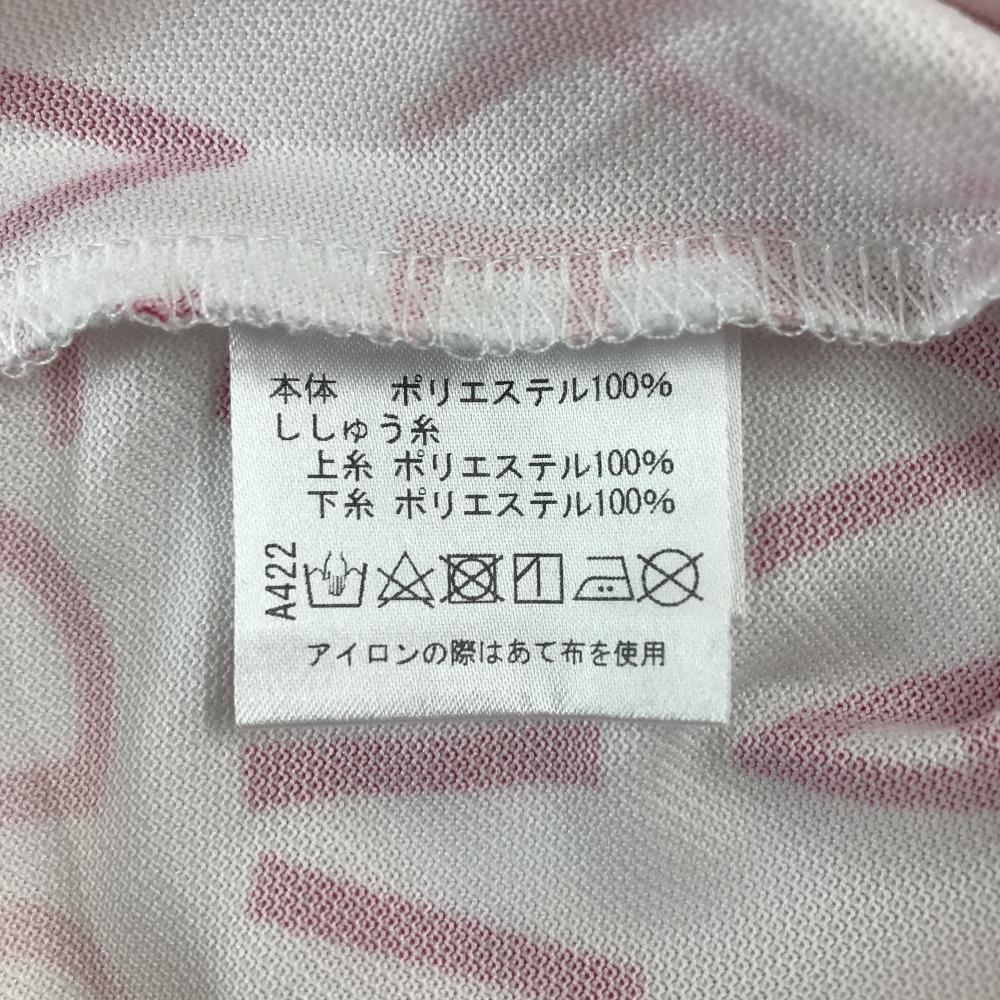 本体 ポリエステル100%
ししゅう糸
上糸 ポリエステル100%
下糸 ポリエステル100%
A422
アイロンの際はあて布を使用